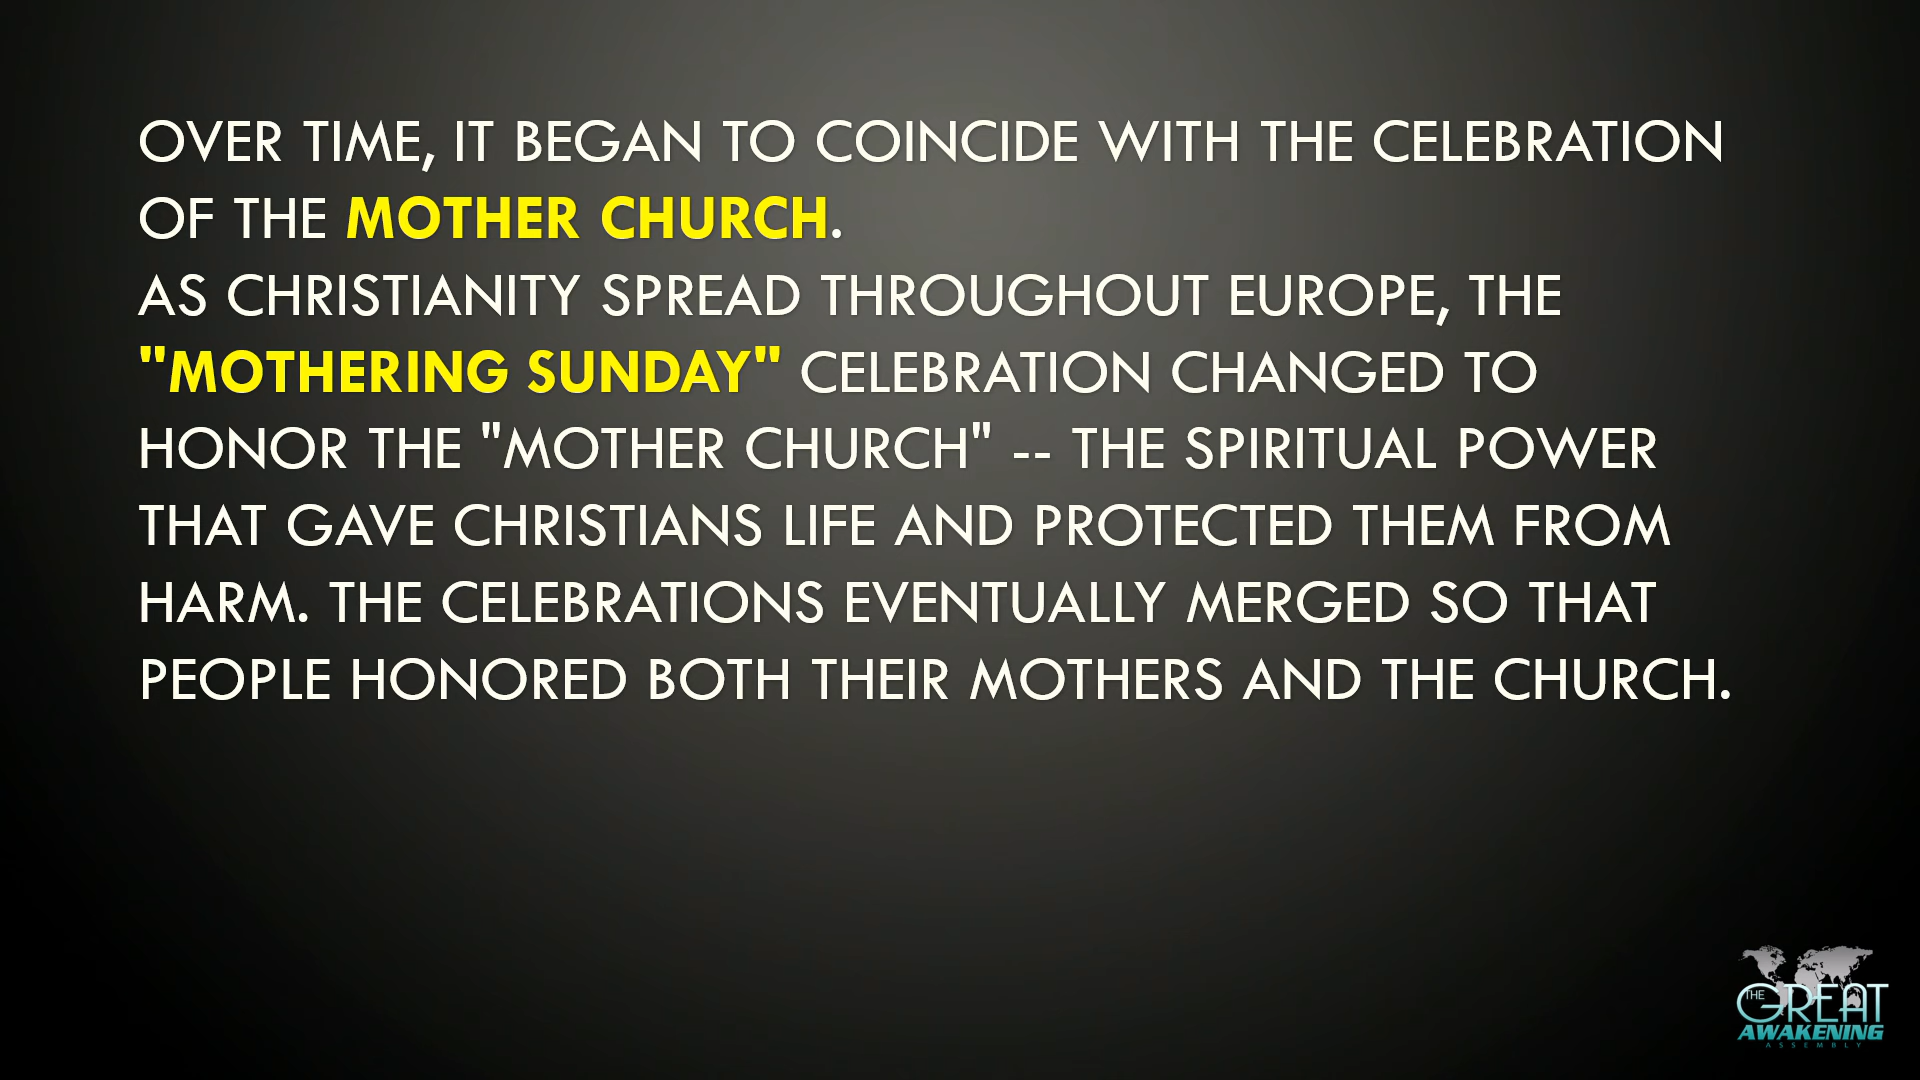 OVER TIME, IT BEGAN TO COINCIDE WITH THE CELEBRATION
OF THE MOTHER CHURCH.
AS CHRISTIANITY SPREAD THROUGHOUT EUROPE, THE
"MOTHERING SUNDAY" CELEBRATION CHANGED TO
HONOR THE "MOTHER CHURCH" -- THE SPIRITUAL POWER
THAT GAVE CHRISTIANS LIFE AND PROTECTED THEM FROM
HARM. THE CELEBRATIONS EVENTUALLY MERGED SO THAT
PEOPLE HONORED BOTH THEIR MOTHERS AND THE CHURCH.
THE GREAT
AWAKENING
ASSEMBLY